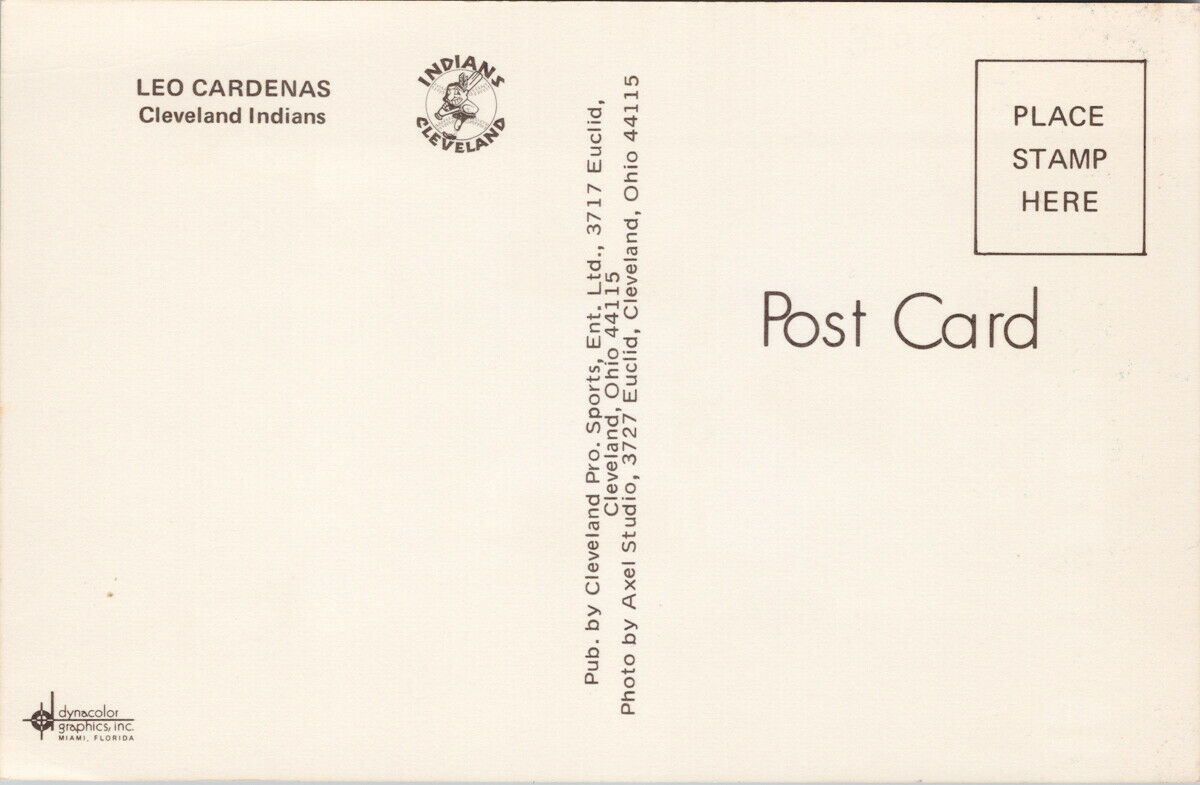 LEO CARDENAS
Cleveland Indians
INDIANS
CLEVELAND
Pub. by Cleveland Pro. Sports, Ent. Ltd., 3717 Euclid,
Cleveland, Ohio 44115
Photo by Axel Studio, 3727 Euclid, Cleveland, Ohio 44115
PLACE
STAMP
HERE
Post Card
dynacolor
graphics, inc.
MIAMI, FLORIDA